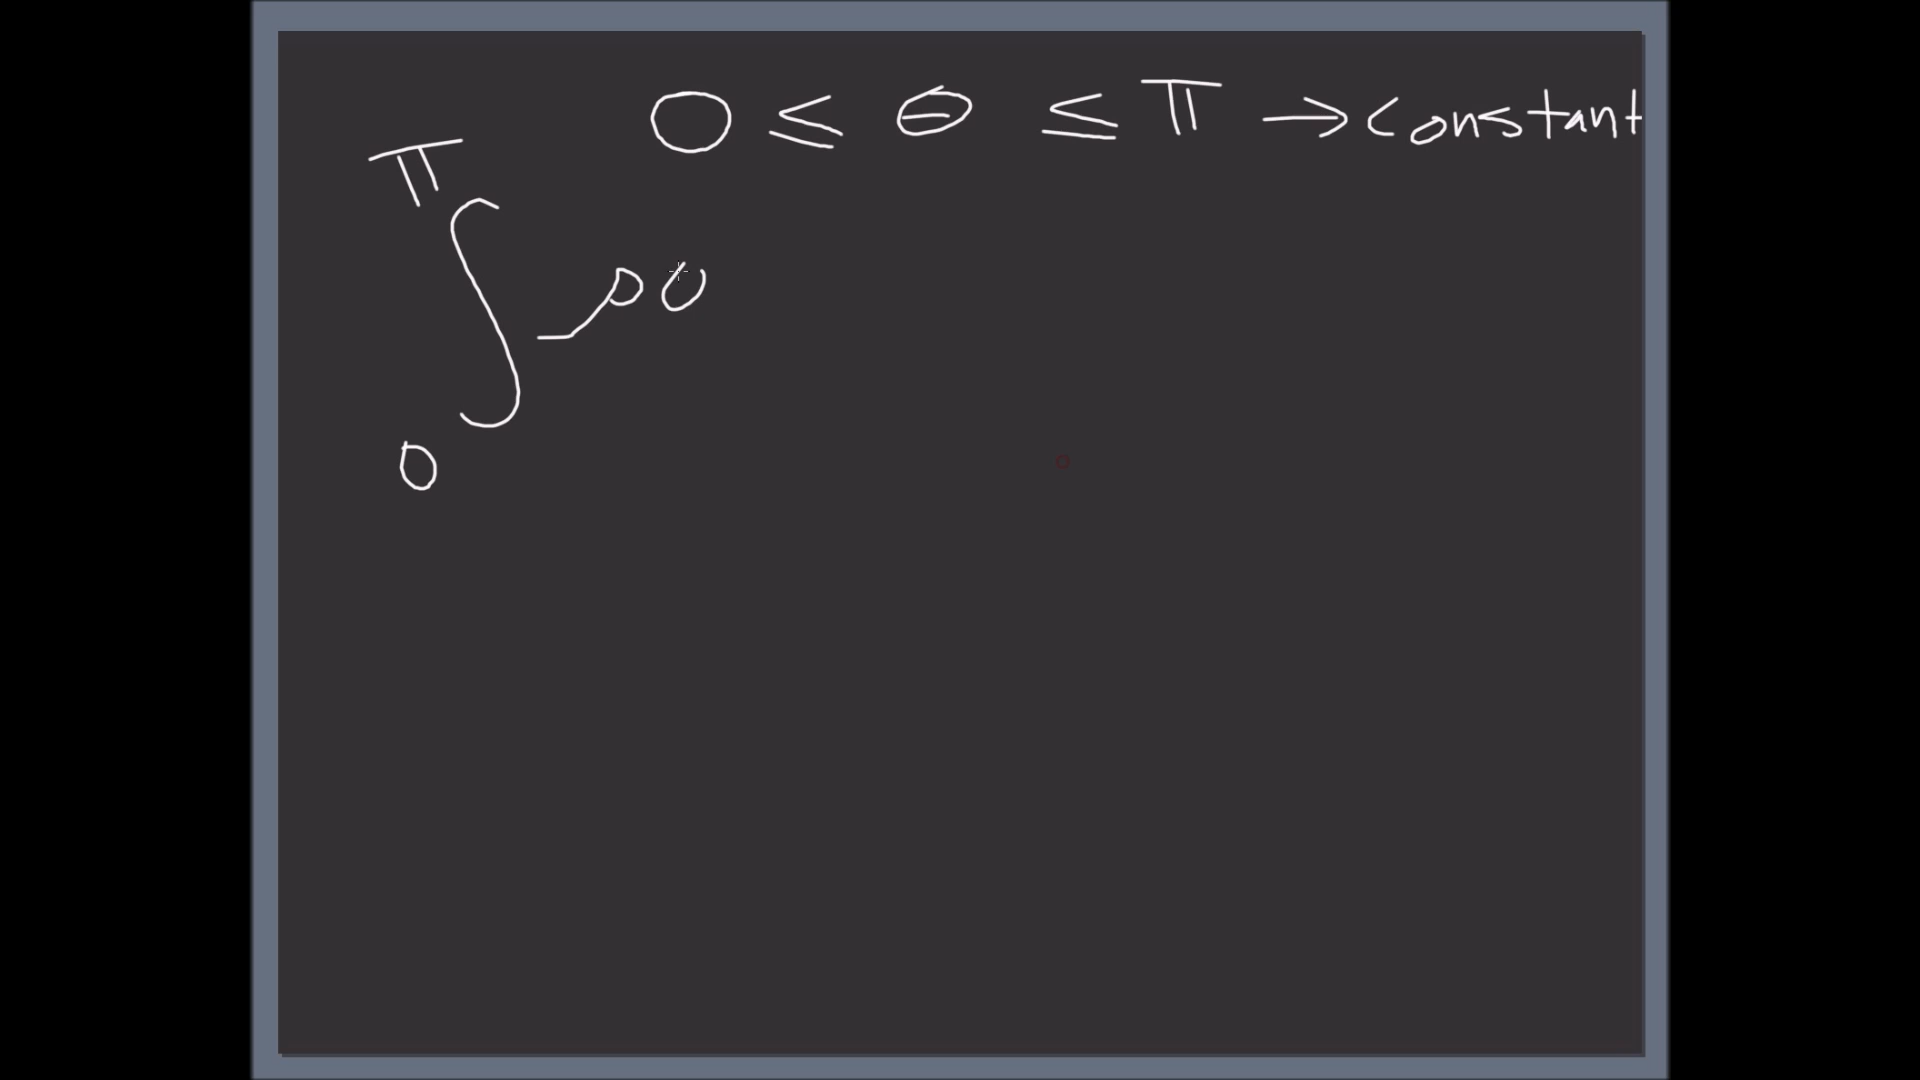 0 ≤ θ ≤ π → constant
π
∫
0